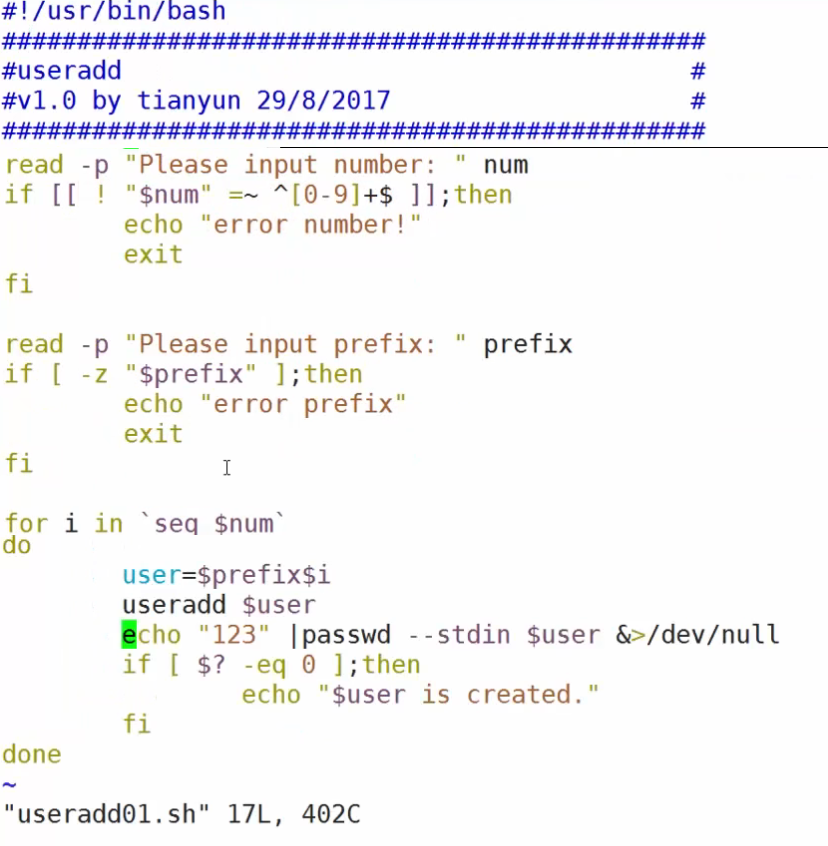 #!/usr/bin/bash
###############################################
#useradd                                      #
#v1.0 by tianyun 29/8/2017                    #
###############################################
read -p "Please input number: " num
if [[ ! "$num" =~ ^[0-9]+$ ]];then
        echo "error number!"
        exit
fi

read -p "Please input prefix: " prefix
if [ -z "$prefix" ];then
        echo "error prefix"
        exit
fi

for i in `seq $num`
do
        user=$prefix$i
        useradd $user
        echo "123" |passwd --stdin $user &>/dev/null
        if [ $? -eq 0 ];then
                echo "$user is created."
        fi
done
~
"useradd01.sh" 17L, 402C